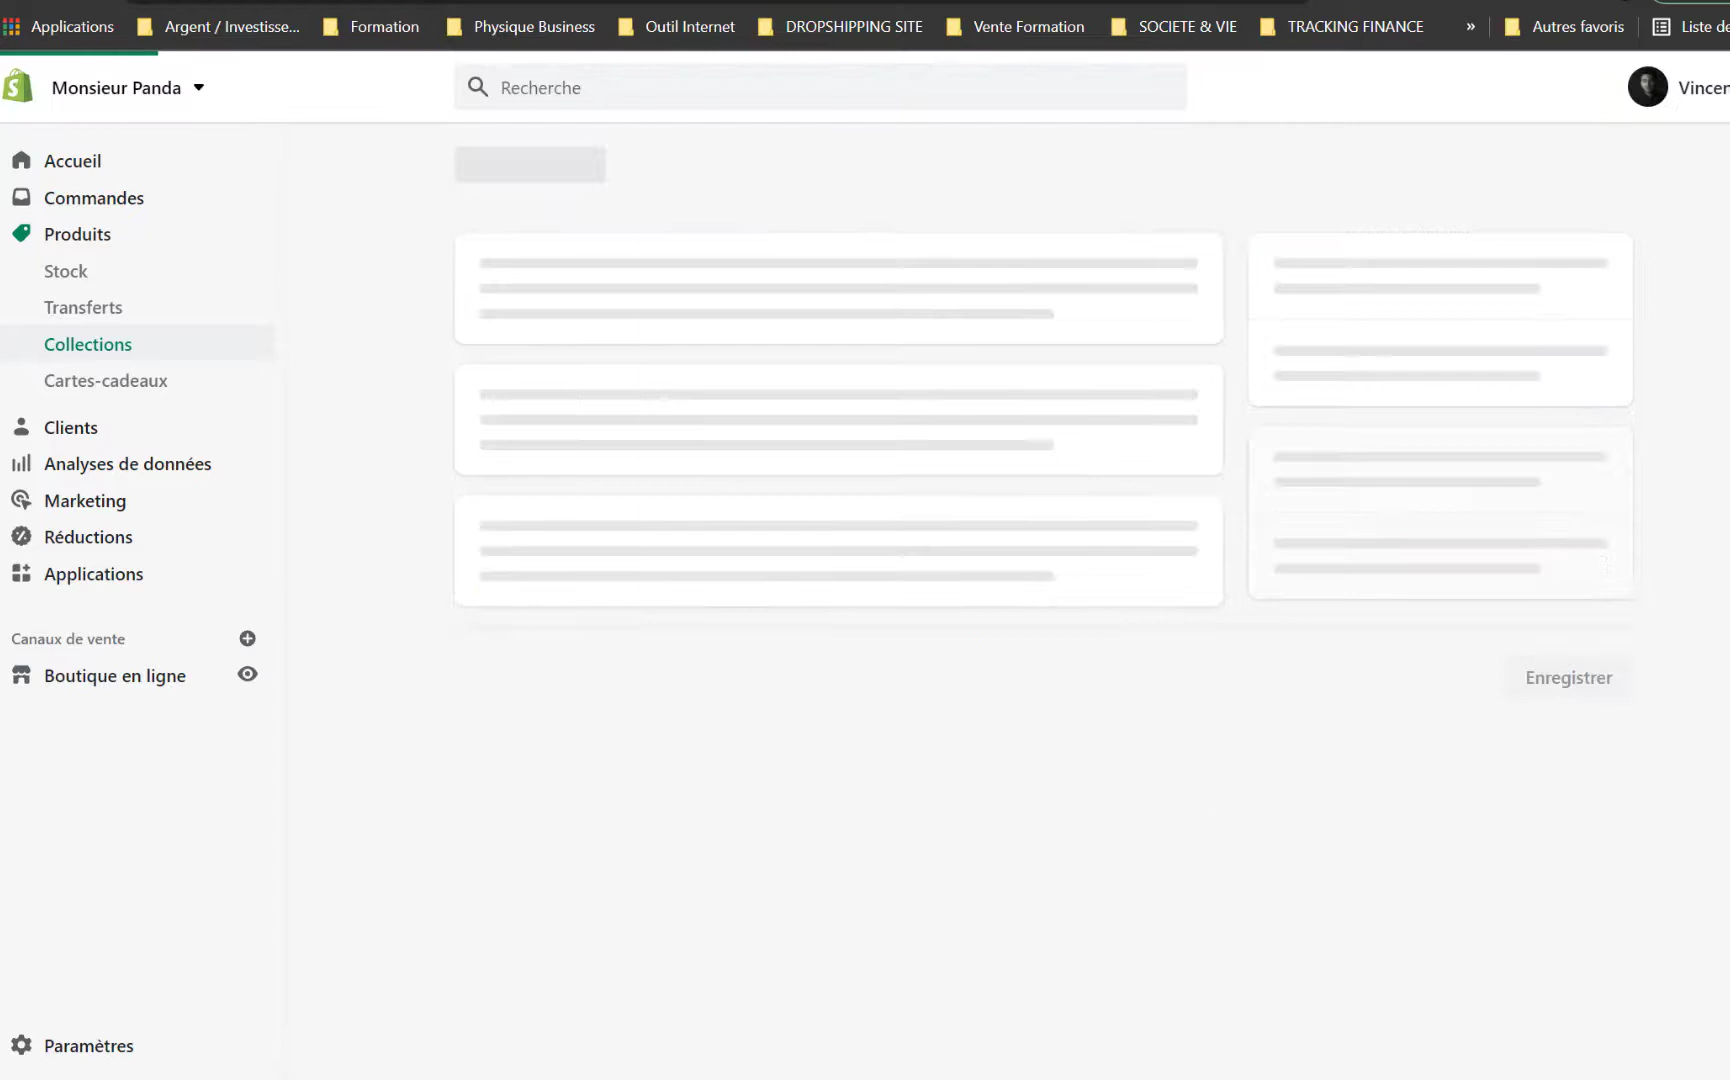 Applications
Argent / Investisse...
Formation
Physique Business
Outil Internet
DROPSHIPPING SITE
Vente Formation
SOCIETE & VIE
TRACKING FINANCE
»
Autres favoris
Liste de
Monsieur Panda
Recherche
Vincen
Accueil
Commandes
Produits
Stock
Transferts
Collections
Cartes-cadeaux
Clients
Analyses de données
Marketing
Réductions
Applications
Canaux de vente
Boutique en ligne
Enregistrer
Paramètres